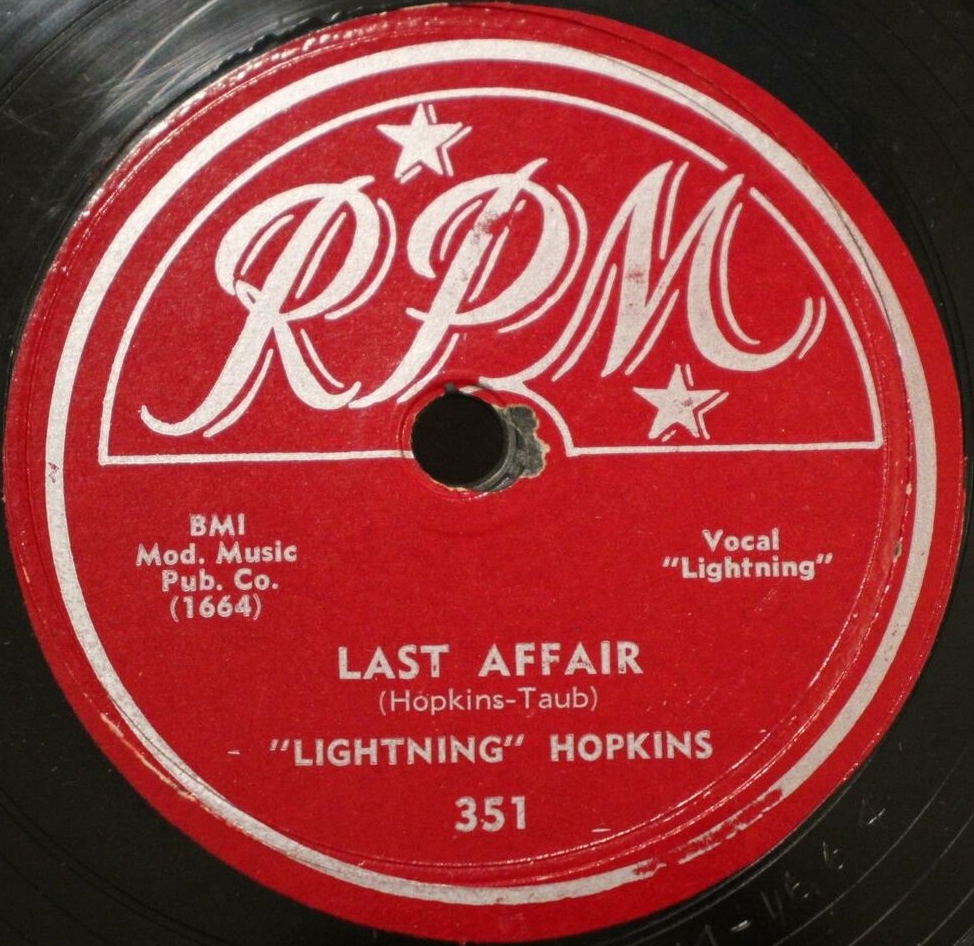 RPM
BMI
Mod. Music
Pub. Co.
(1664)
Vocal
"Lightning"
LAST AFFAIR
(Hopkins-Taub)
"LIGHTNING" HOPKINS
351